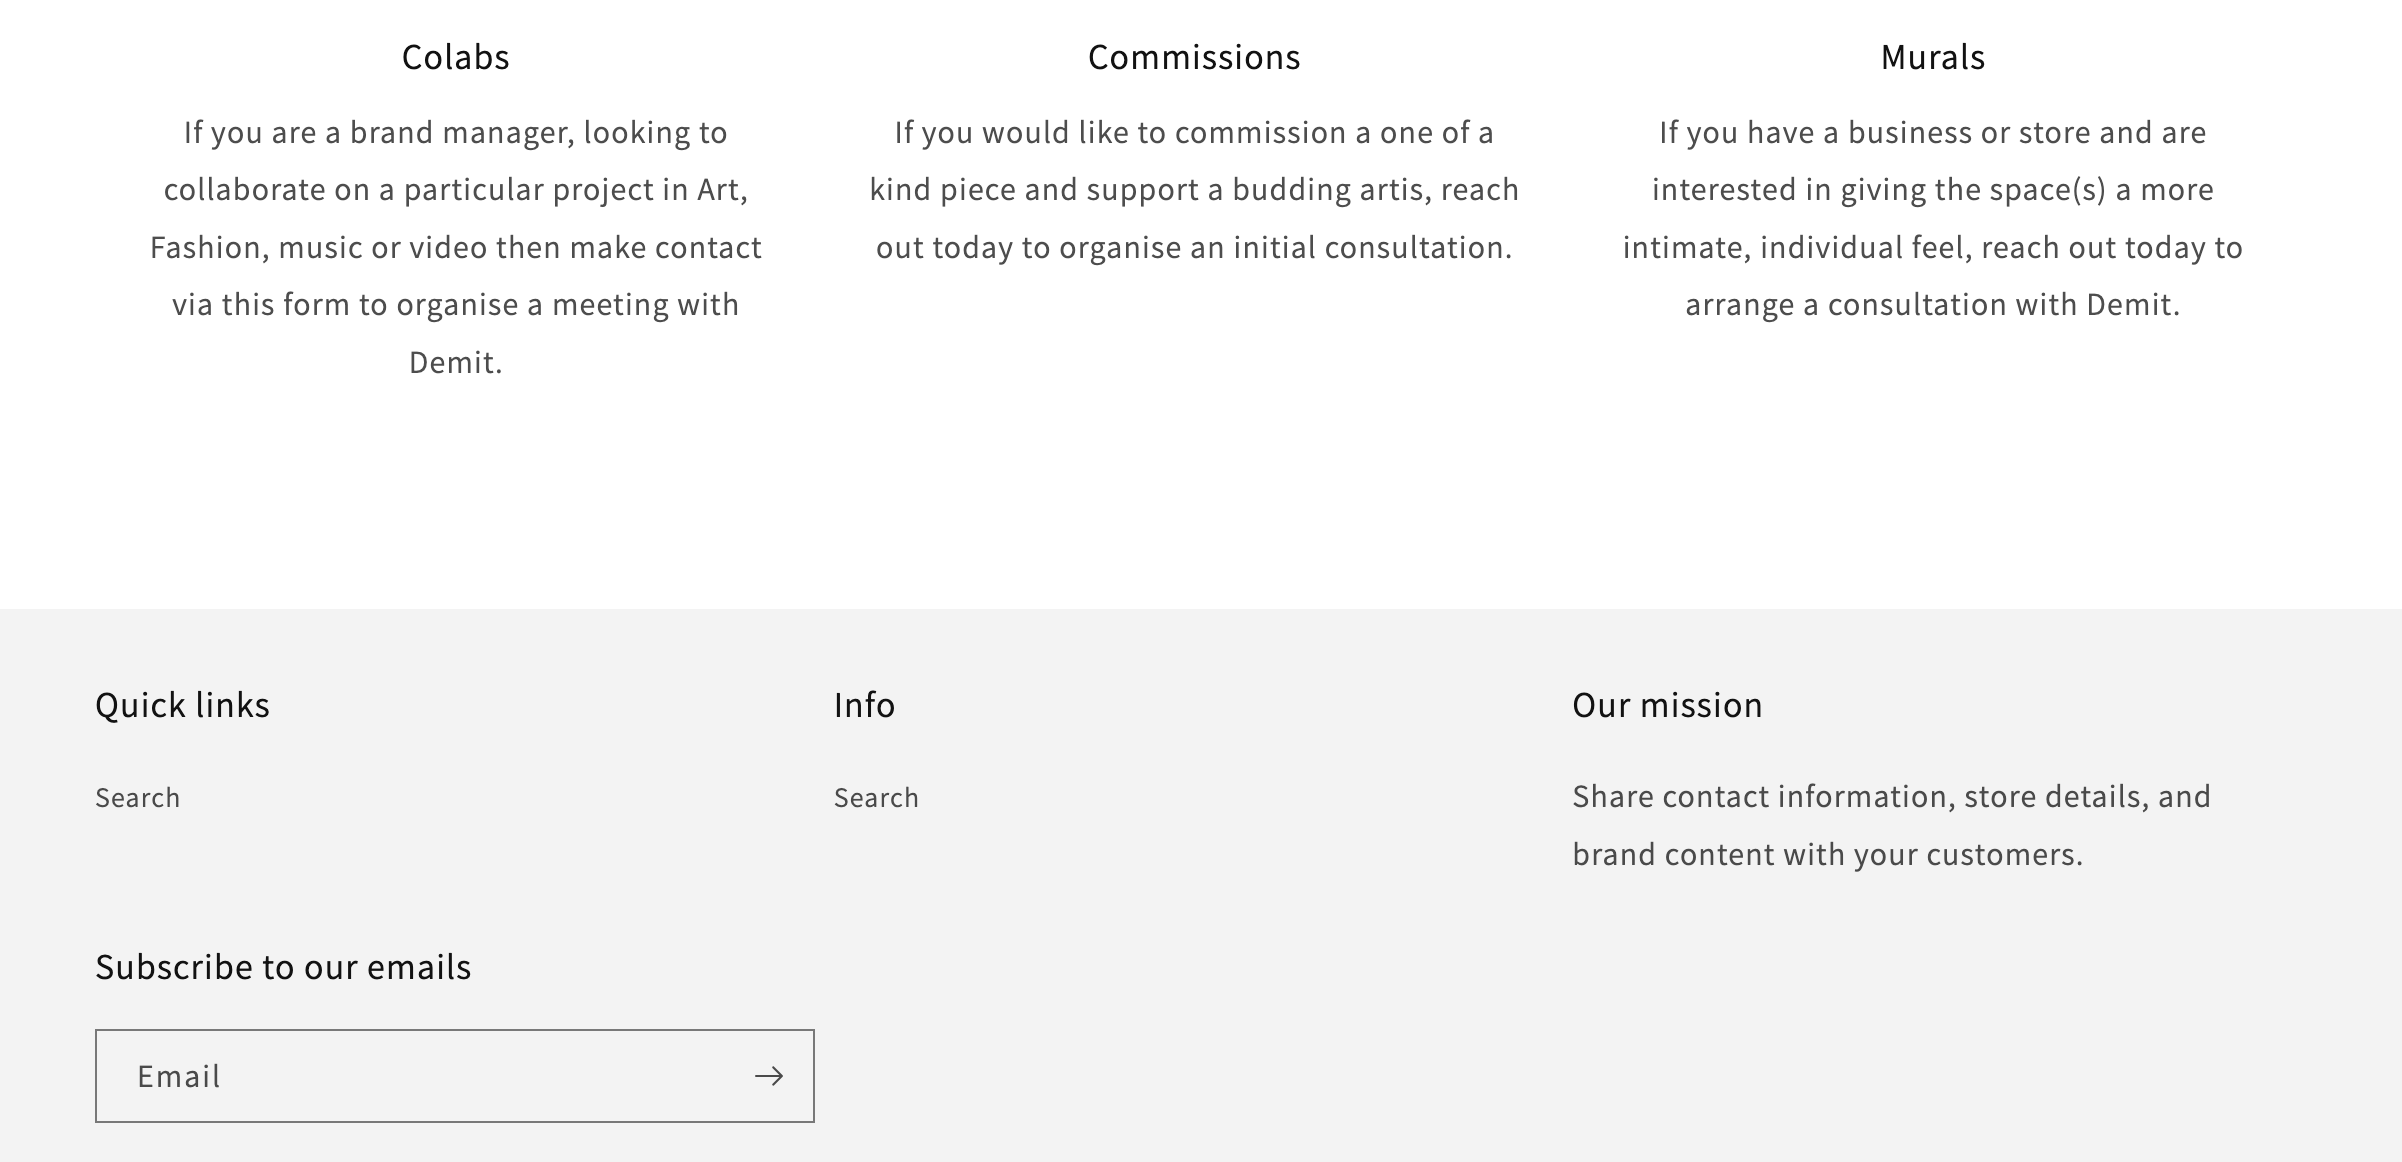 Colabs
If you are a brand manager, looking to
collaborate on a particular project in Art,
Fashion, music or video then make contact
via this form to organise a meeting with
Demit.
Commissions
If you would like to commission a one of a
kind piece and support a budding artis, reach
out today to organise an initial consultation.
Murals
If you have a business or store and are
interested in giving the space(s) a more
intimate, individual feel, reach out today to
arrange a consultation with Demit.
Quick links
Search
Info
Search
Our mission
Share contact information, store details, and
brand content with your customers.
Subscribe to our emails
Email